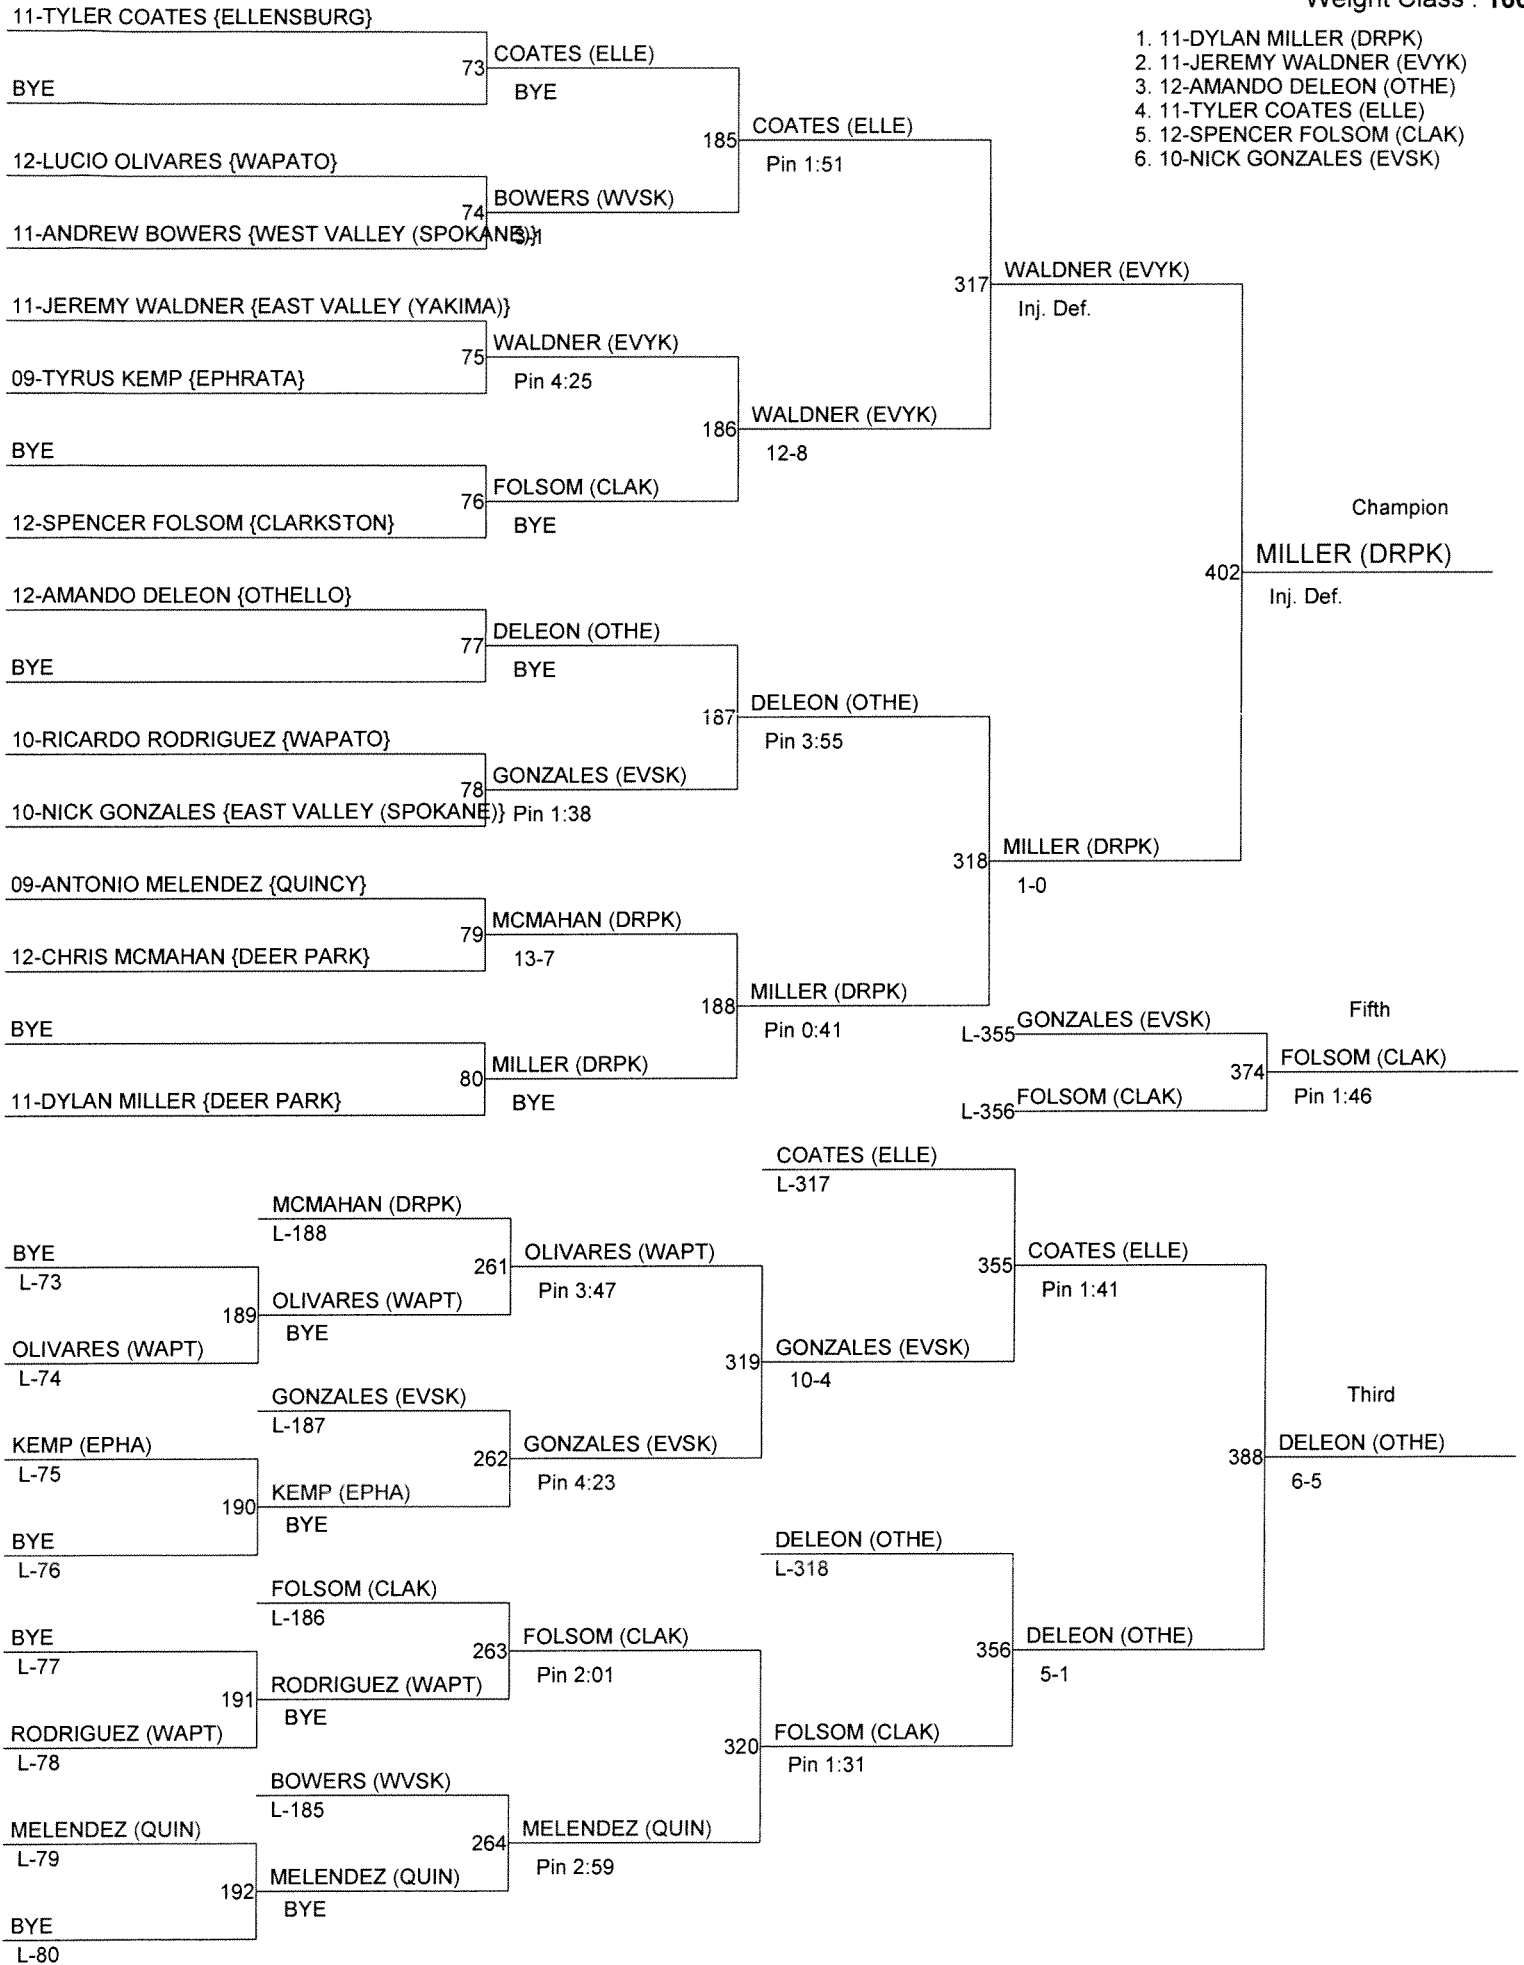 Weight Class :
1. 11-DYLAN MILLER (DRPK)
2. 11-JEREMY WALDNER (EVYK)
3. 12-AMANDO DELEON (OTHE)
4. 11-TYLER COATES (ELLE)
5. 12-SPENCER FOLSOM (CLAK)
6. 10-NICK GONZALES (EVSK)
11-TYLER COATES {ELLENSBURG}
73
COATES (ELLE)
BYE
BYE
185
COATES (ELLE)
Pin 1:51
12-LUCIO OLIVARES {WAPATO}
74
BOWERS (WVSK)
11-ANDREW BOWERS {WEST VALLEY (SPOKANE)}
317
WALDNER (EVYK)
Inj. Def.
11-JEREMY WALDNER {EAST VALLEY (YAKIMA)}
75
WALDNER (EVYK)
Pin 4:25
09-TYRUS KEMP {EPHRATA}
186
WALDNER (EVYK)
12-8
BYE
76
FOLSOM (CLAK)
BYE
12-SPENCER FOLSOM {CLARKSTON}
Champion
402
MILLER (DRPK)
Inj. Def.
12-AMANDO DELEON {OTHELLO}
77
DELEON (OTHE)
BYE
BYE
187
DELEON (OTHE)
Pin 3:55
10-RICARDO RODRIGUEZ {WAPATO}
78
GONZALES (EVSK)
Pin 1:38
10-NICK GONZALES {EAST VALLEY (SPOKANE)}
318
MILLER (DRPK)
1-0
09-ANTONIO MELENDEZ {QUINCY}
79
MCMAHAN (DRPK)
13-7
12-CHRIS MCMAHAN {DEER PARK}
188
MILLER (DRPK)
Pin 0:41
BYE
80
MILLER (DRPK)
BYE
11-DYLAN MILLER {DEER PARK}
Fifth
L-355
GONZALES (EVSK)
374
FOLSOM (CLAK)
Pin 1:46
L-356
FOLSOM (CLAK)
COATES (ELLE)
L-317
MCMAHAN (DRPK)
L-188
BYE
L-73
261
OLIVARES (WAPT)
Pin 3:47
355
COATES (ELLE)
Pin 1:41
189
OLIVARES (WAPT)
BYE
OLIVARES (WAPT)
L-74
319
GONZALES (EVSK)
10-4
GONZALES (EVSK)
L-187
Third
KEMP (EPHA)
L-75
262
GONZALES (EVSK)
Pin 4:23
388
DELEON (OTHE)
6-5
190
KEMP (EPHA)
BYE
BYE
L-76
DELEON (OTHE)
L-318
FOLSOM (CLAK)
L-186
BYE
L-77
263
FOLSOM (CLAK)
Pin 2:01
356
DELEON (OTHE)
5-1
191
RODRIGUEZ (WAPT)
BYE
RODRIGUEZ (WAPT)
L-78
320
FOLSOM (CLAK)
Pin 1:31
BOWERS (WVSK)
L-185
MELENDEZ (QUIN)
L-79
264
MELENDEZ (QUIN)
Pin 2:59
192
MELENDEZ (QUIN)
BYE
BYE
L-80